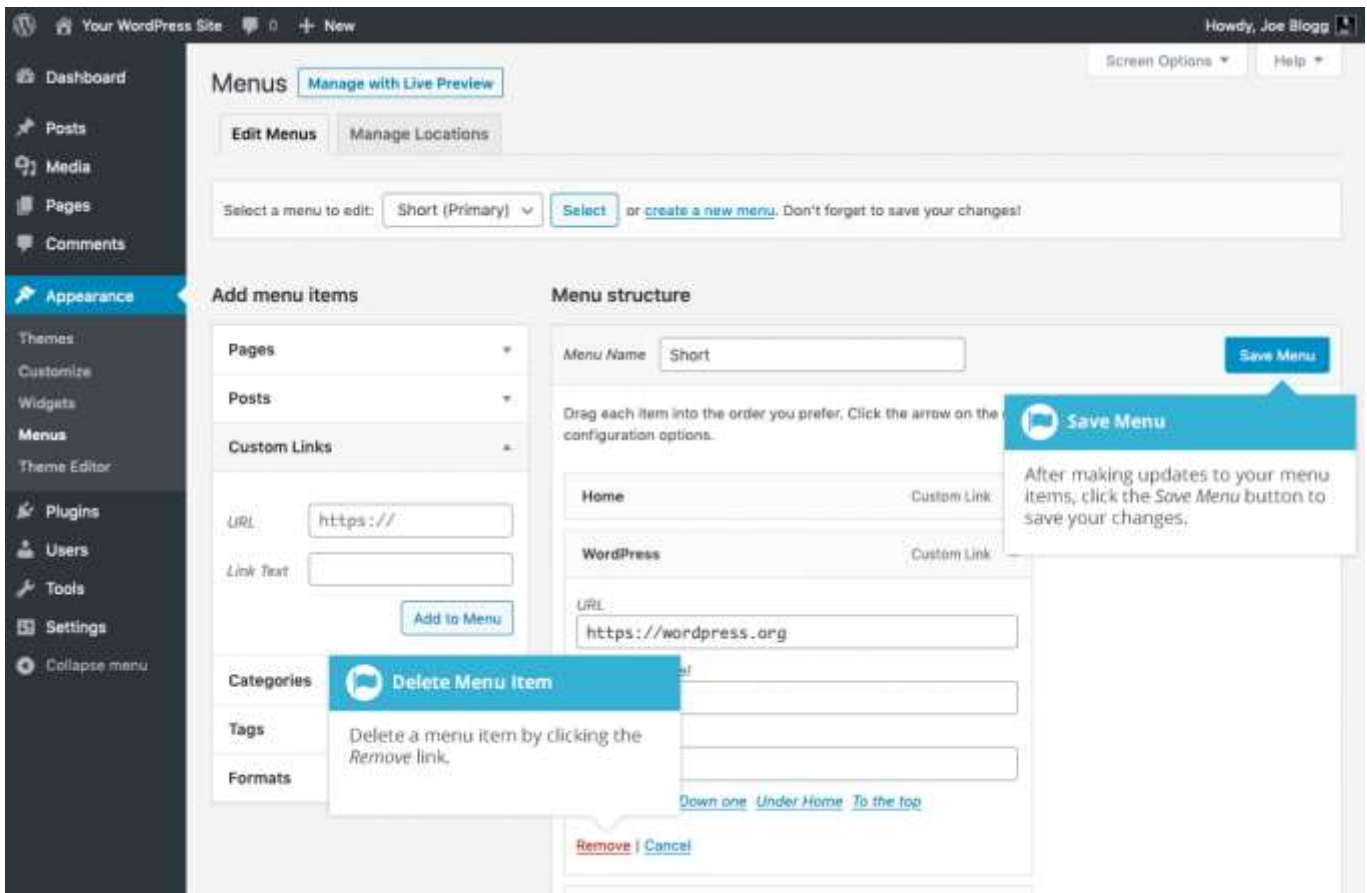 Your WordPress Site 0 + New
Howdy, Joe Blogg
Dashboard
Posts
Media
Pages
Comments
Appearance
Themes
Customize
Widgets
Menus
Theme Editor
Plugins
Users
Tools
Settings
Collapse menu
Screen Options
Help
Menus
Manage with Live Preview
Edit Menus
Manage Locations
Select a menu to edit: Short (Primary) Select or create a new menu. Don't forget to save your changes!
Add menu items
Pages
Posts
Custom Links
URL https://
Link Text
Add to Menu
Categories
Tags
Formats
Delete Menu Item
Delete a menu item by clicking the
Remove link.
Menu structure
Menu Name Short
Save Menu
Drag each item into the order you prefer. Click the arrow on the
configuration options.
Home Custom Link
WordPress Custom Link
URL
https://wordpress.org
Down one Under Home To the top
Remove | Cancel
Save Menu
After making updates to your menu
items, click the Save Menu button to
save your changes.